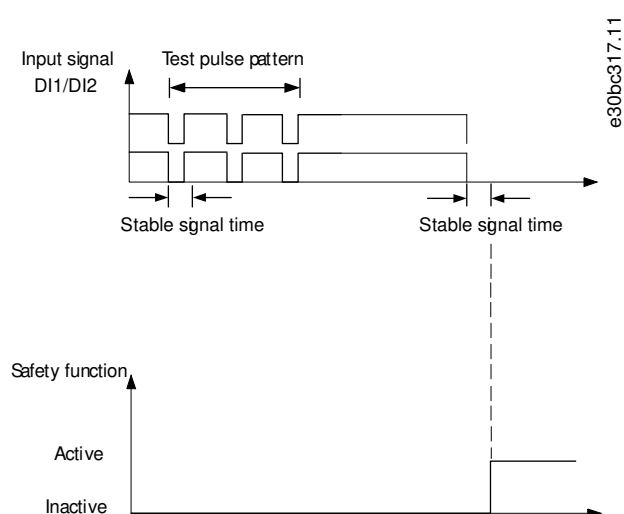 Input signal
DI1/DI2
Test pulse pattern
e30bc317.11
Stable signal time
Stable signal time
Safety function
Active
Inactive